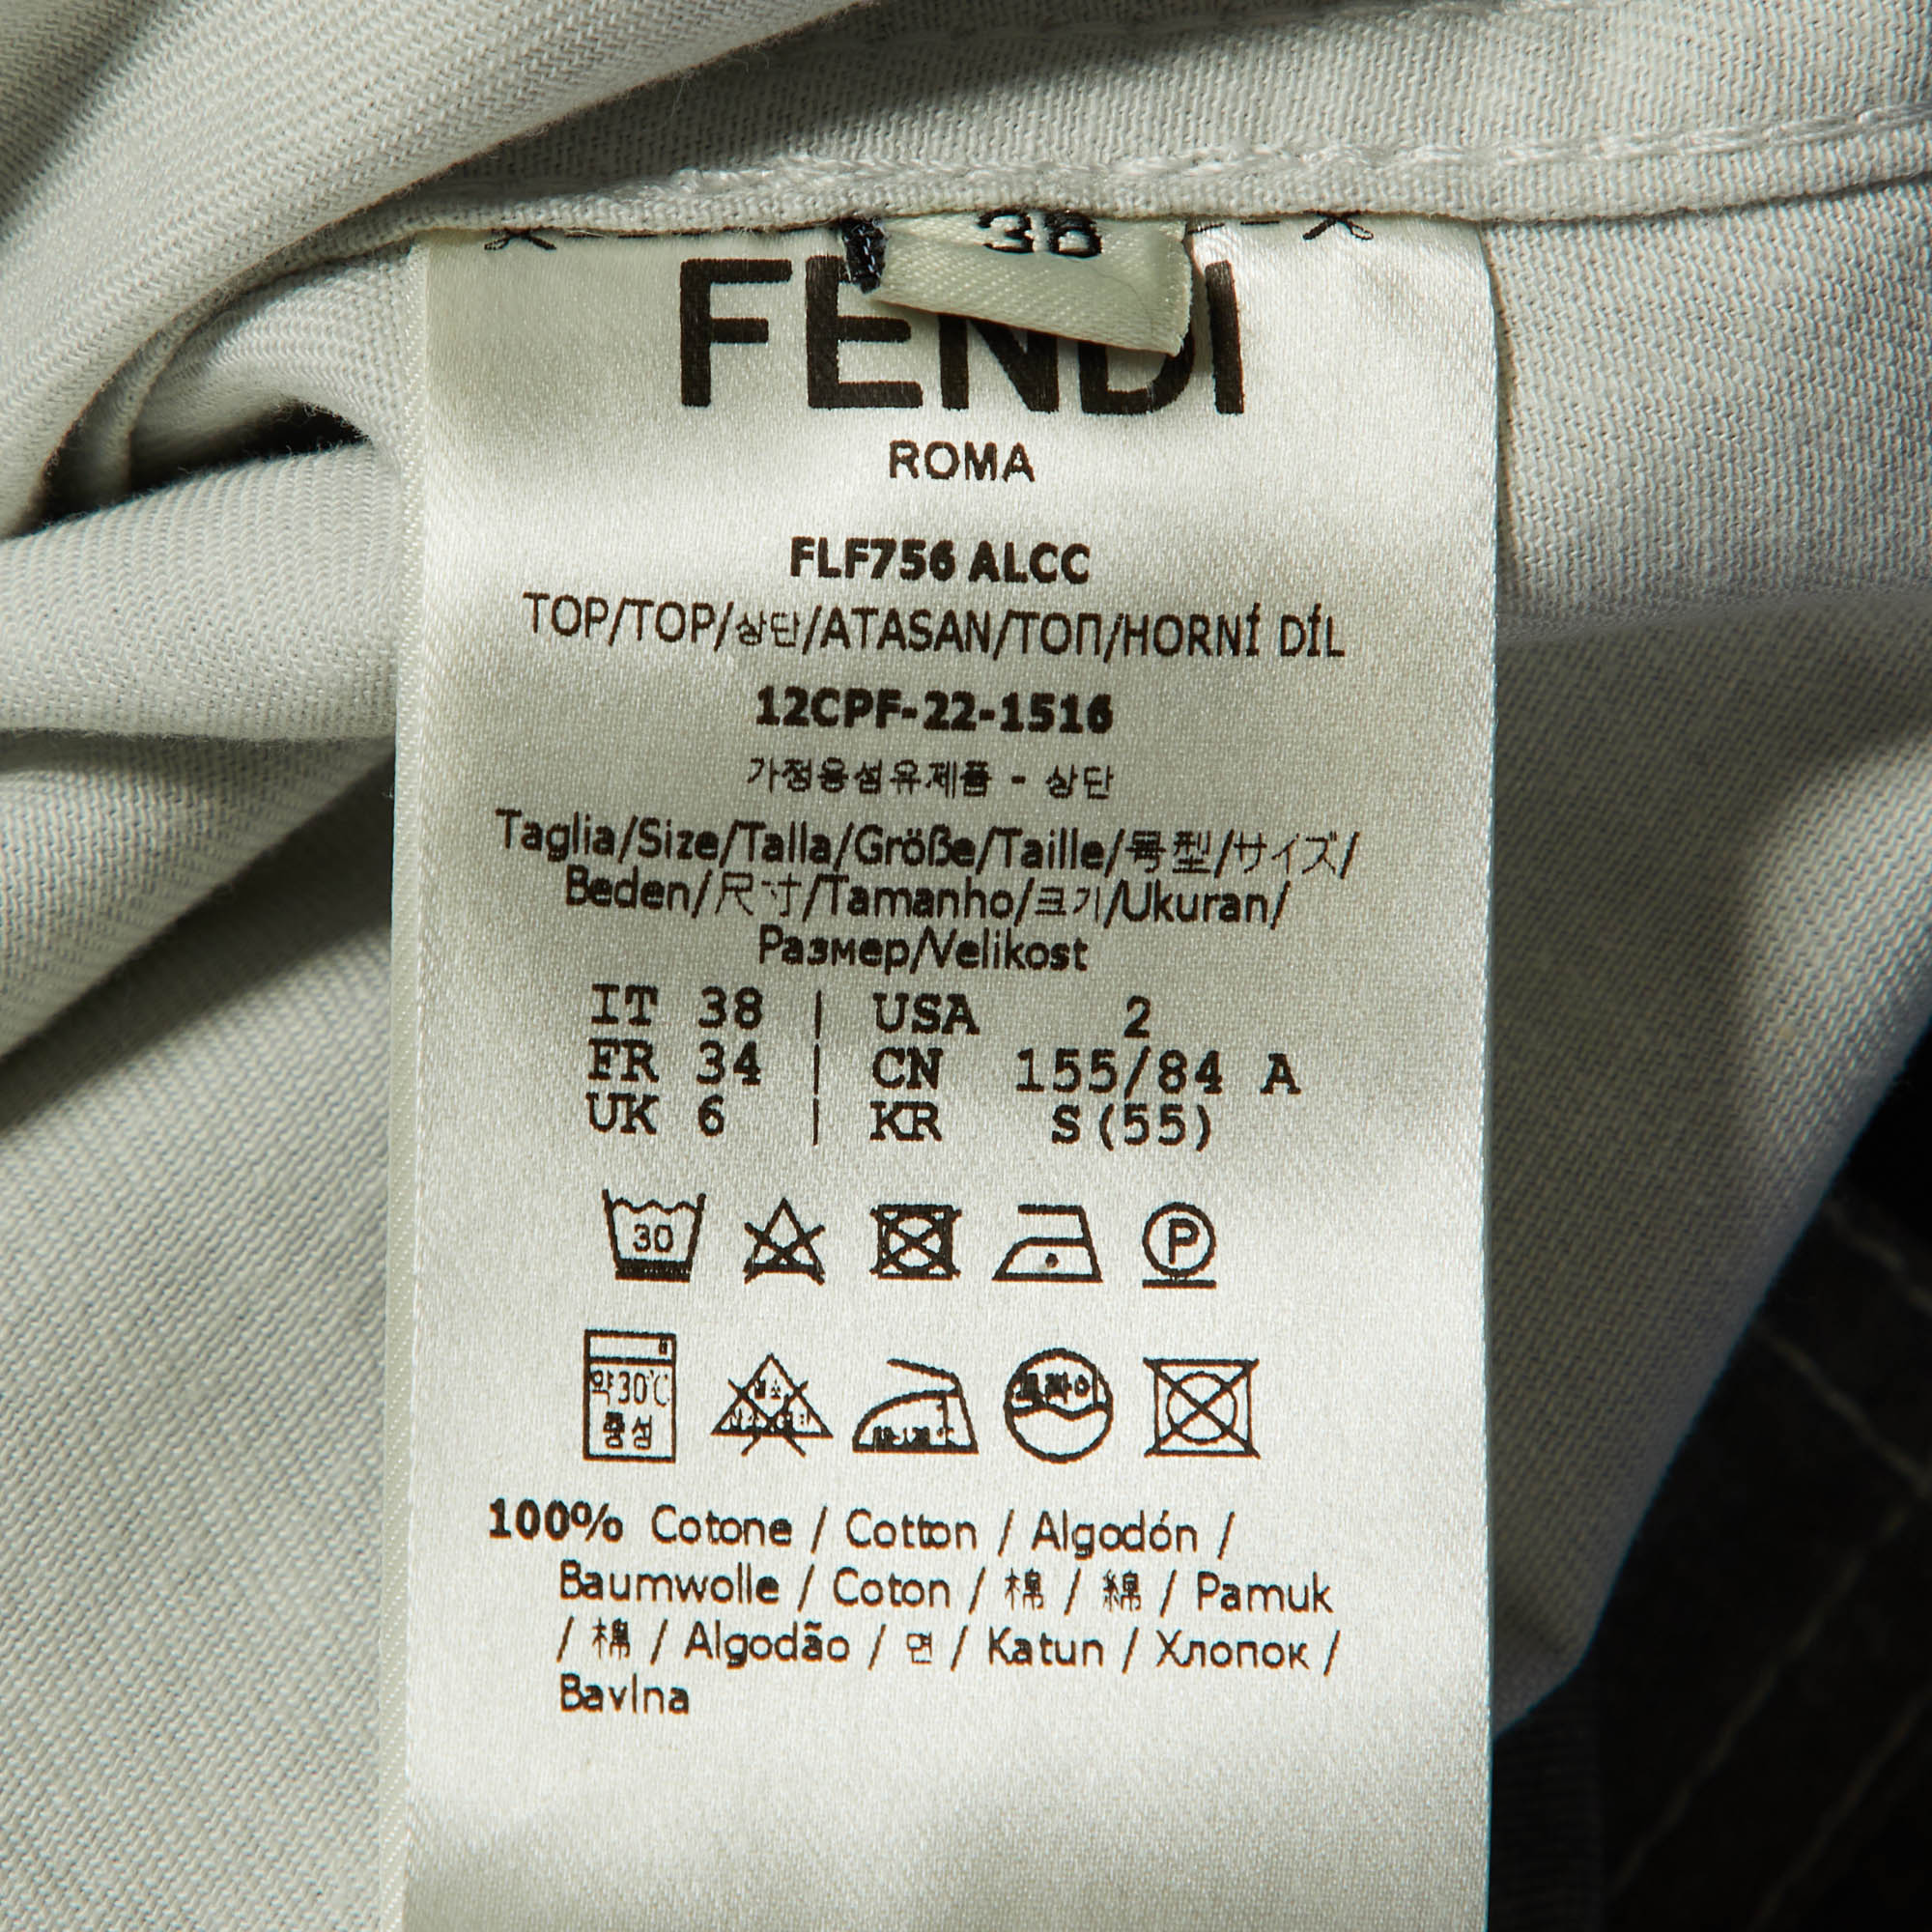 38
FENDI
ROMA
FLF756 ALCC
TOP/TOP/상단/ATASAN/ТОП/HORNÍ DÍL
12CPF-22-1516
가정용섬유제품 - 상단
Taglia/Size/Talla/Größe/Taille/号型/サイズ/
Beden/尺寸/Tamanho/크기/Ukuran/
Размер/Velikost
IT 38 | USA 2
FR 34 | CN 155/84 A
UK 6 | KR S(55)
30 P
약30℃
중성
100% Cotone / Cotton / Algodón /
Baumwolle / Coton / 棉 / 綿 / Pamuk
/ 棉 / Algodão / 면 / Katun / Хлопок /
Bavlna